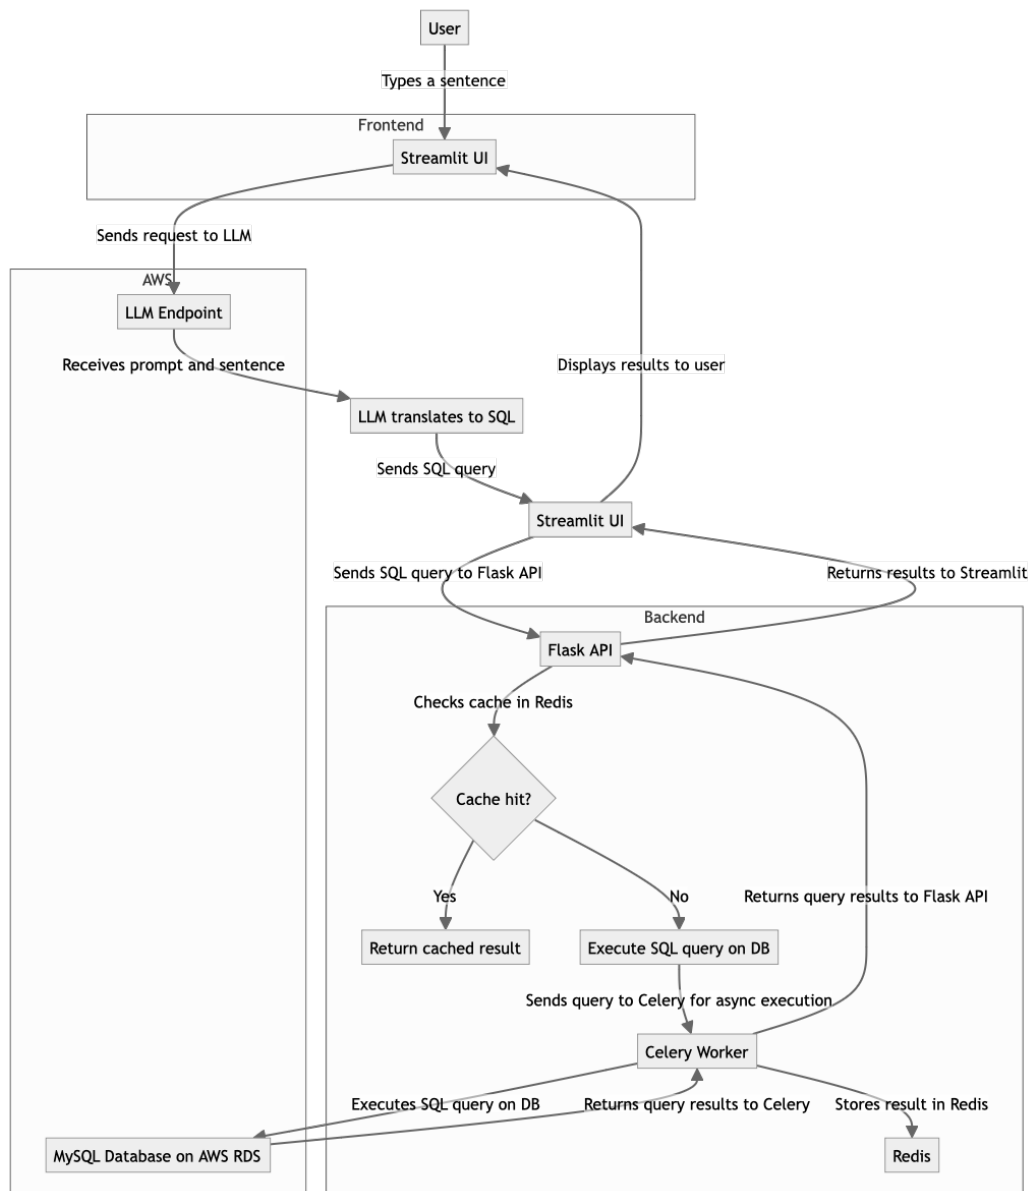 User
Types a sentence
Frontend
Streamlit UI
Sends request to LLM
AWS
LLM Endpoint
Receives prompt and sentence
Displays results to user
LLM translates to SQL
Sends SQL query
Streamlit UI
Sends SQL query to Flask API
Returns results to Streamlit
Backend
Flask API
Checks cache in Redis
Cache hit?
Yes
No
Returns query results to Flask API
Return cached result
Execute SQL query on DB
Sends query to Celery for async execution
Celery Worker
Executes SQL query on DB
Returns query results to Celery
Stores result in Redis
MySQL Database on AWS RDS
Redis